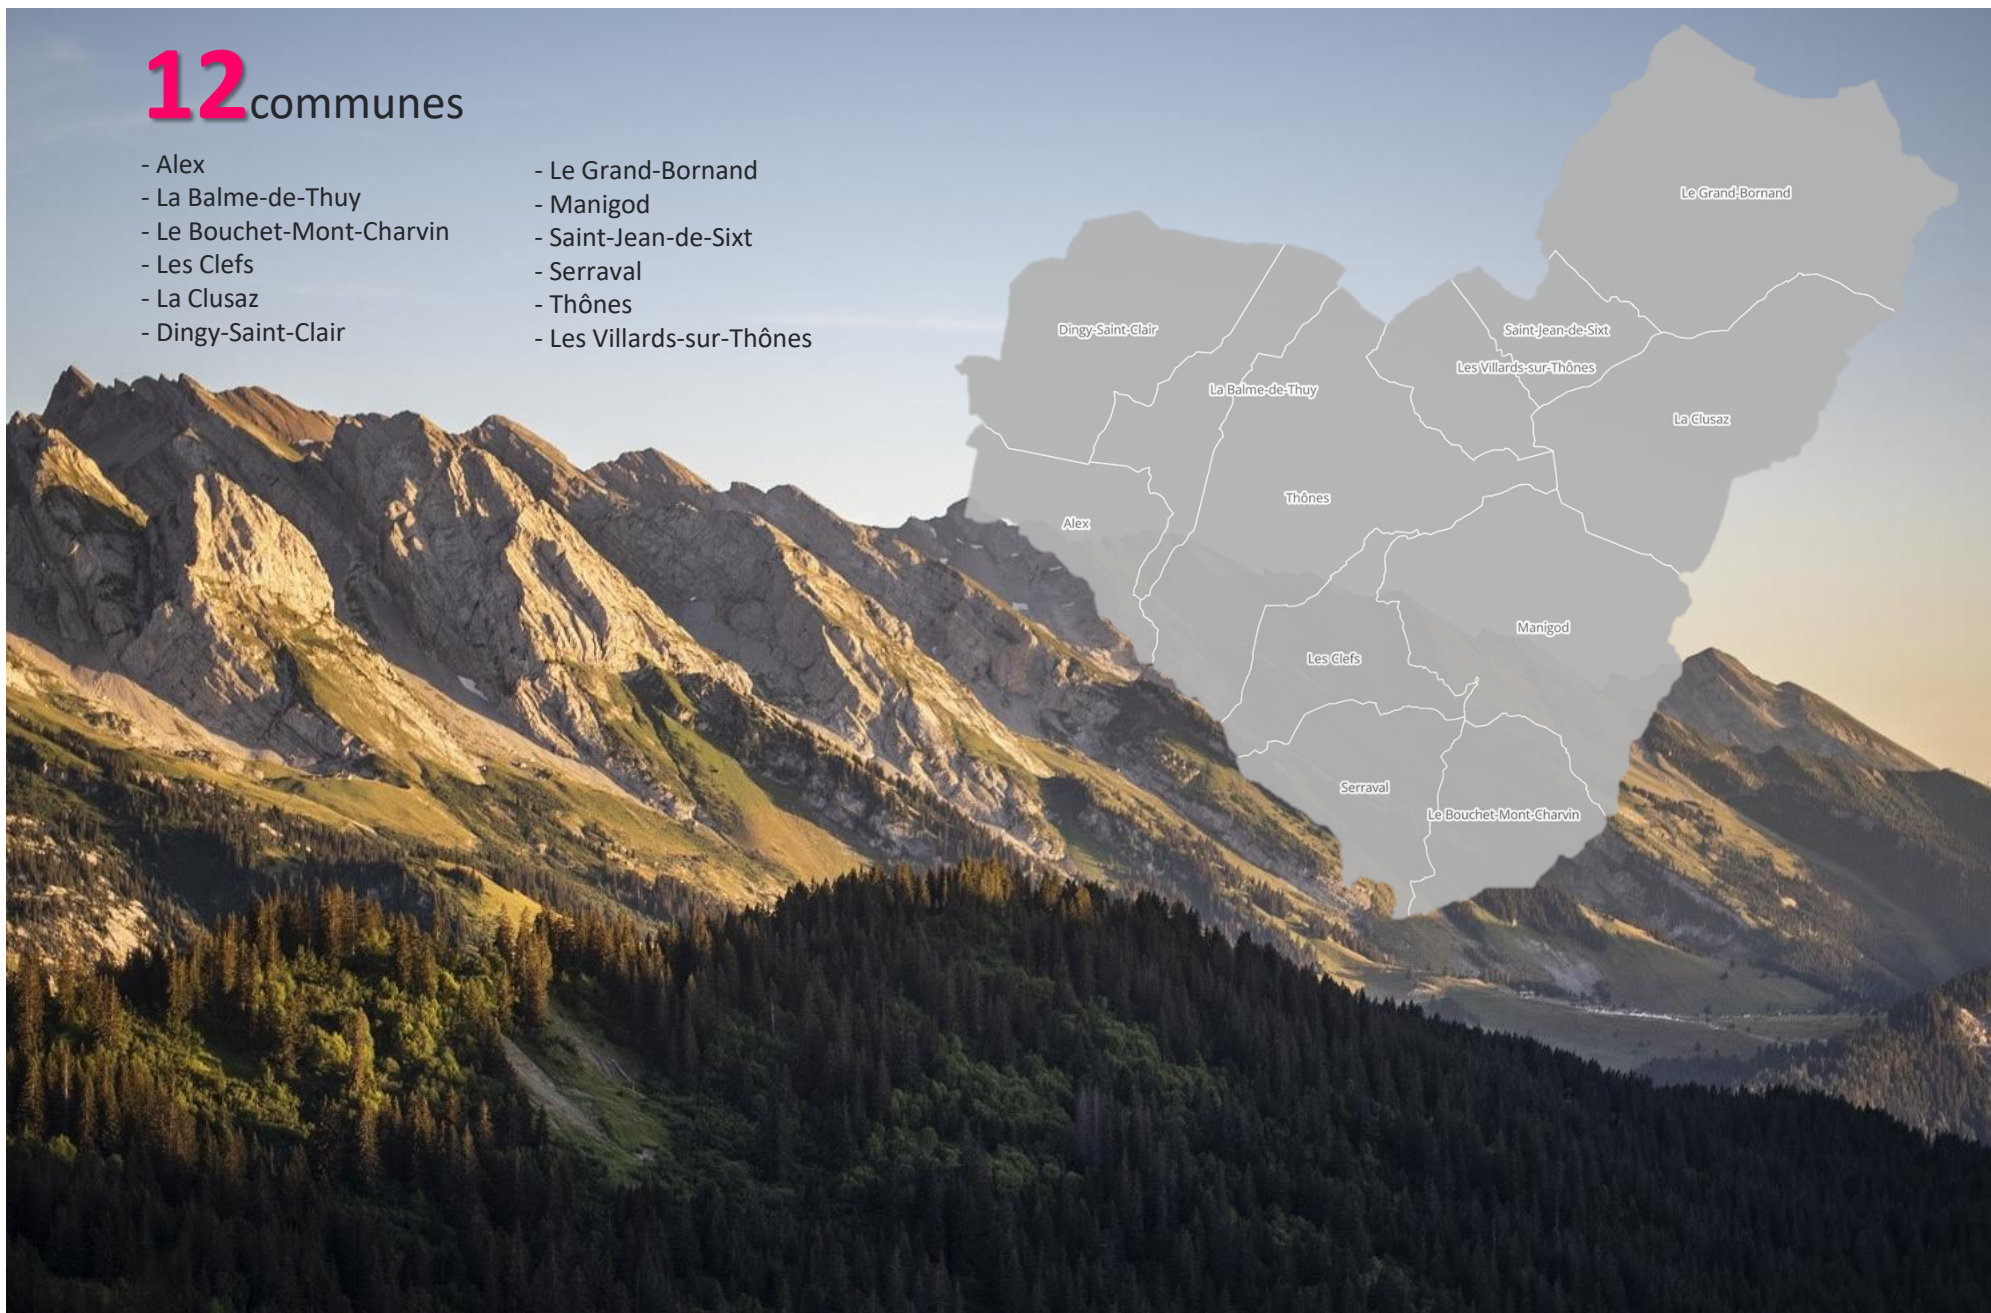 12 communes
- Alex
- La Balme-de-Thuy
- Le Bouchet-Mont-Charvin
- Les Clefs
- La Clusaz
- Dingy-Saint-Clair
- Le Grand-Bornand
- Manigod
- Saint-Jean-de-Sixt
- Serraval
- Thônes
- Les Villards-sur-Thônes
Le Grand-Bornand
Dingy-Saint-Clair
Saint-Jean-de-Sixt
Les Villards-sur-Thônes
La Balme-de-Thuy
La Clusaz
Thônes
Alex
Manigod
Les Clefs
Serraval
Le Bouchet-Mont-Charvin